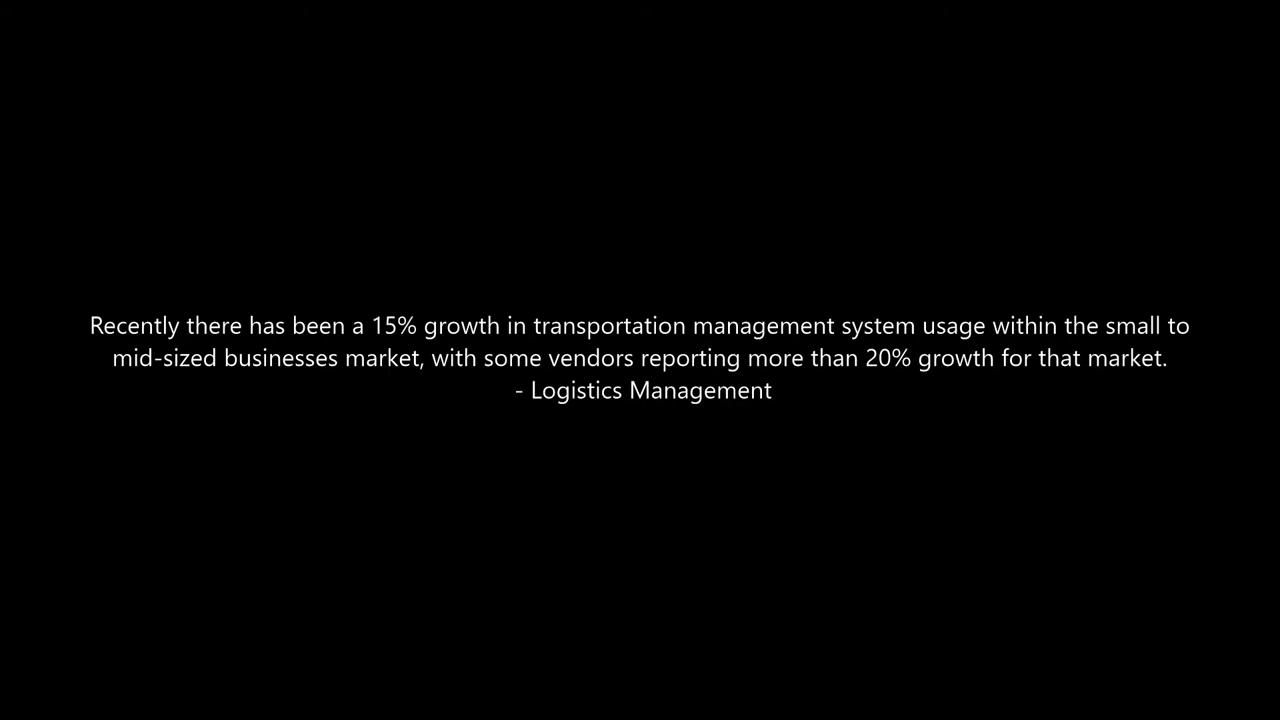 Recently there has been a 15% growth in transportation management system usage within the small to
mid-sized businesses market, with some vendors reporting more than 20% growth for that market.
- Logistics Management